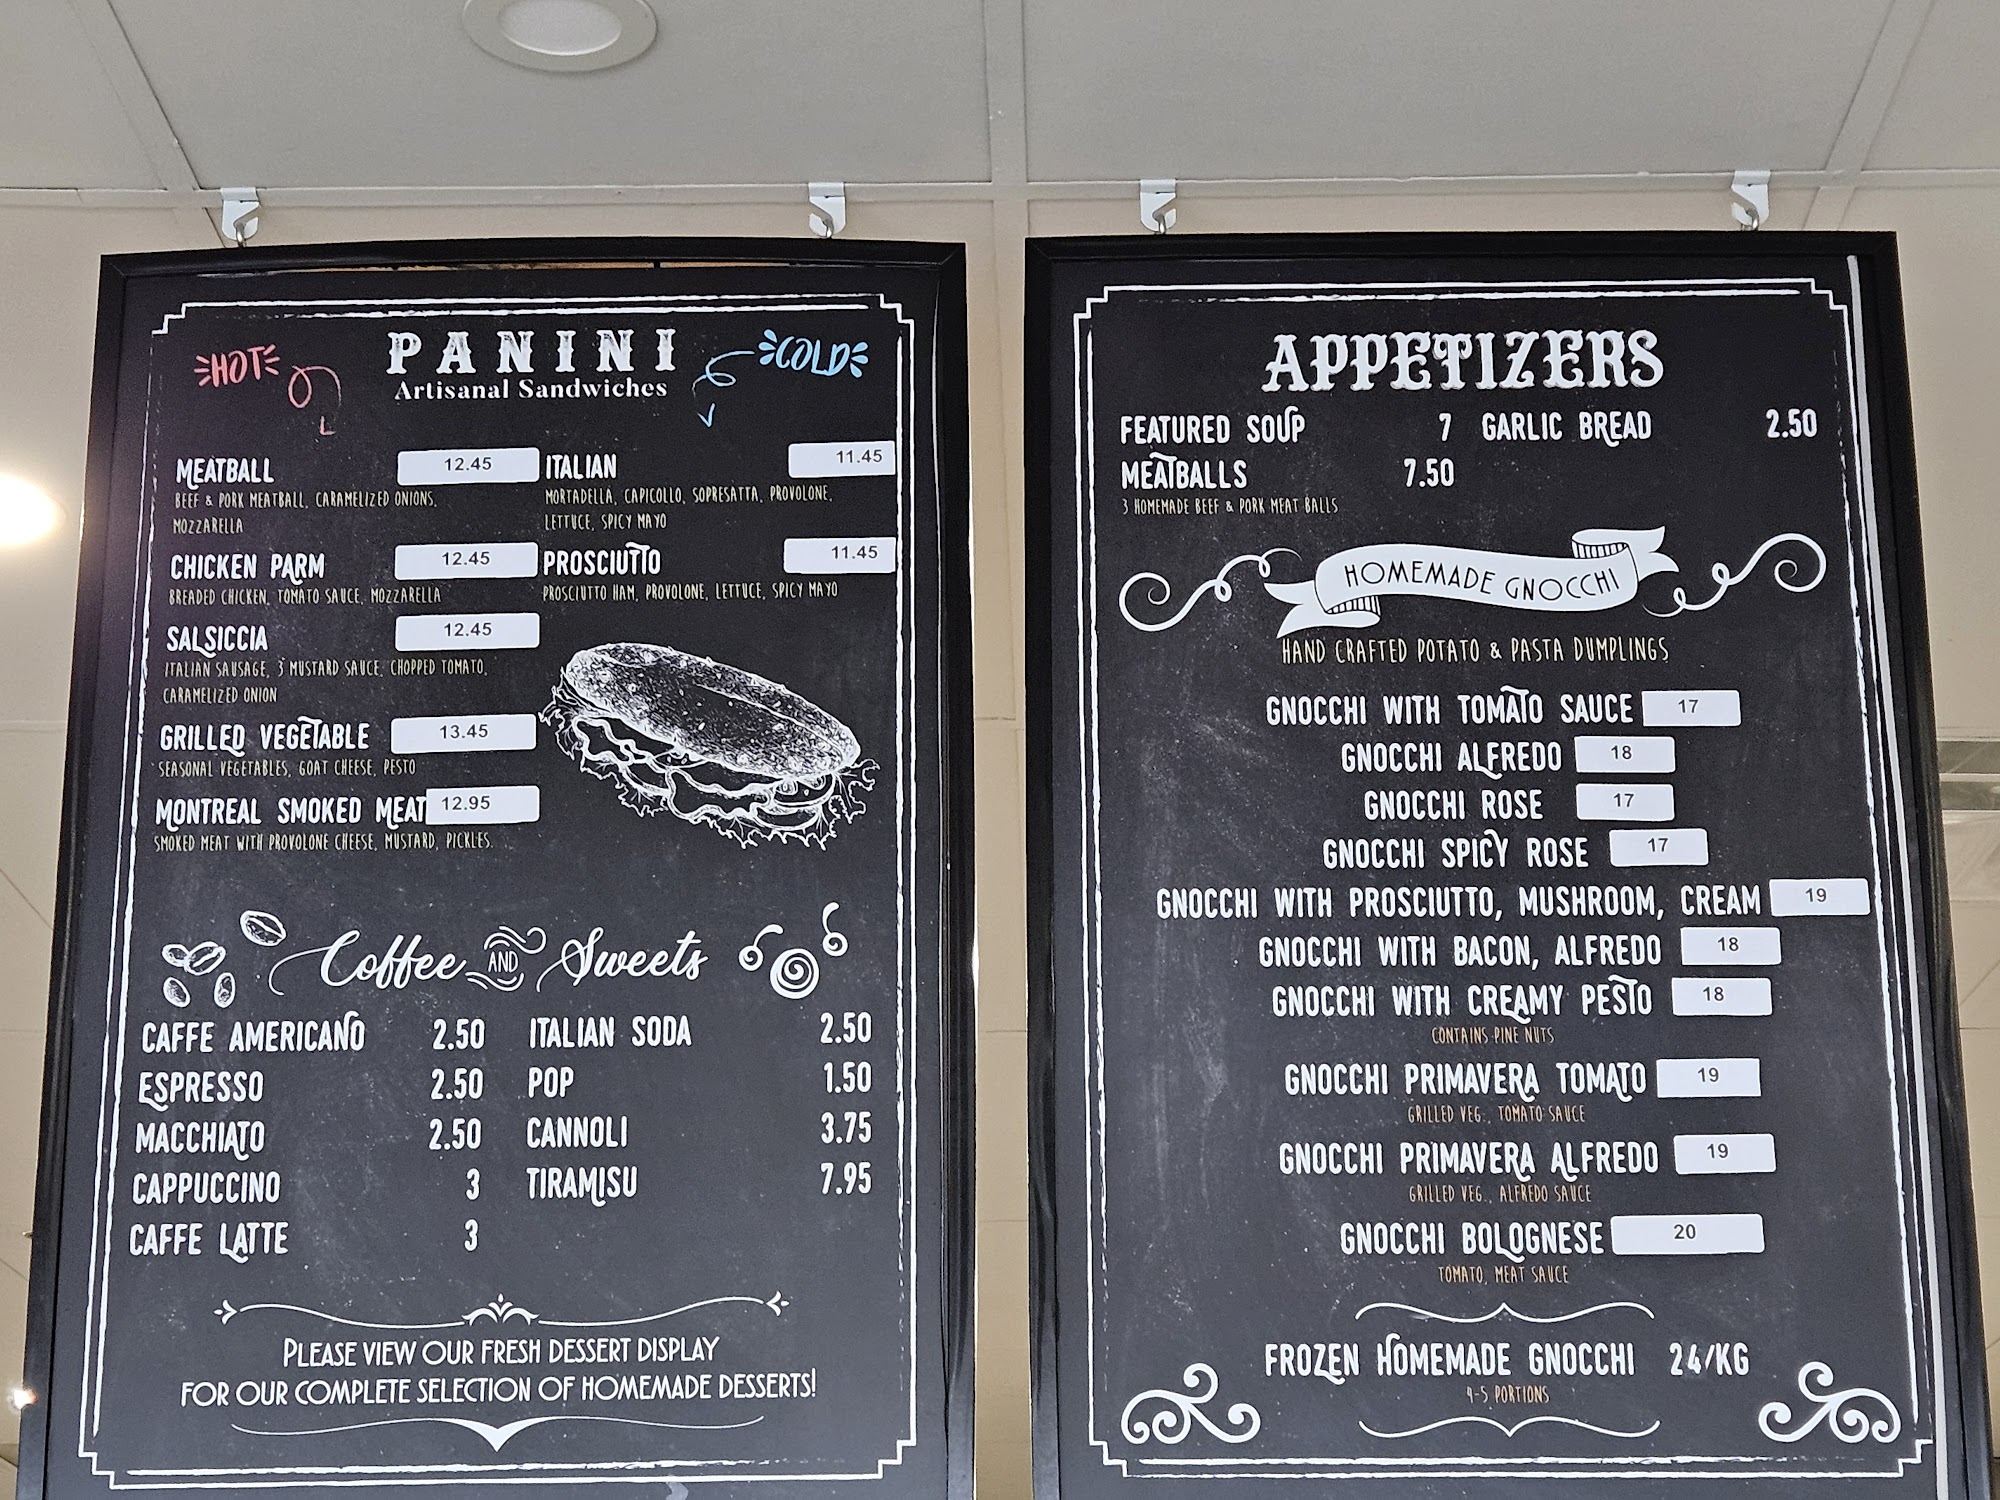 HOT
PANINI
COLD
Artisanal Sandwiches
MEATBALL 12.45
BEEF & PORK MEATBALL, CARAMELIZED ONIONS,
MOZZARELLA
CHICKEN PARM 12.45
BREADED CHICKEN, TOMATO SAUCE, MOZZARELLA
SALSICCIA 12.45
ITALIAN SAUSAGE, 3 MUSTARD SAUCE, CHOPPED TOMATO,
CARAMELIZED ONION
GRILLED VEGETABLE 13.45
SEASONAL VEGETABLES, GOAT CHEESE, PESTO
MONTREAL SMOKED MEAT 12.95
SMOKED MEAT WITH PROVOLONE CHEESE, MUSTARD, PICKLES.
ITALIAN 11.45
MORTADELLA, CAPICOLLO, SOPRESATTA, PROVOLONE,
LETTUCE, SPICY MAYO
PROSCIUTTO 11.45
PROSCIUTTO HAM, PROVOLONE, LETTUCE, SPICY MAYO
Coffee AND Sweets
CAFFE AMERICANO 2.50
ESPRESSO 2.50
MACCHIATO 2.50
CAPPUCCINO 3
CAFFE LATTE 3
ITALIAN SODA 2.50
POP 1.50
CANNOLI 3.75
TIRAMISU 7.95
PLEASE VIEW OUR FRESH DESSERT DISPLAY
FOR OUR COMPLETE SELECTION OF HOMEMADE DESSERTS!
APPETIZERS
FEATURED SOUP 7 GARLIC BREAD 2.50
MEATBALLS 7.50
3 HOMEMADE BEEF & PORK MEAT BALLS
HOMEMADE GNOCCHI
HAND CRAFTED POTATO & PASTA DUMPLINGS
GNOCCHI WITH TOMATO SAUCE 17
GNOCCHI ALFREDO 18
GNOCCHI ROSE 17
GNOCCHI SPICY ROSE 17
GNOCCHI WITH PROSCIUTTO, MUSHROOM, CREAM 19
GNOCCHI WITH BACON, ALFREDO 18
GNOCCHI WITH CREAMY PESTO 18
CONTAINS PINE NUTS
GNOCCHI PRIMAVERA TOMATO 19
GRILLED VEG., TOMATO SAUCE
GNOCCHI PRIMAVERA ALFREDO 19
GRILLED VEG., ALFREDO SAUCE
GNOCCHI BOLOGNESE 20
TOMATO, MEAT SAUCE
FROZEN HOMEMADE GNOCCHI 24/KG
4-5 PORTIONS